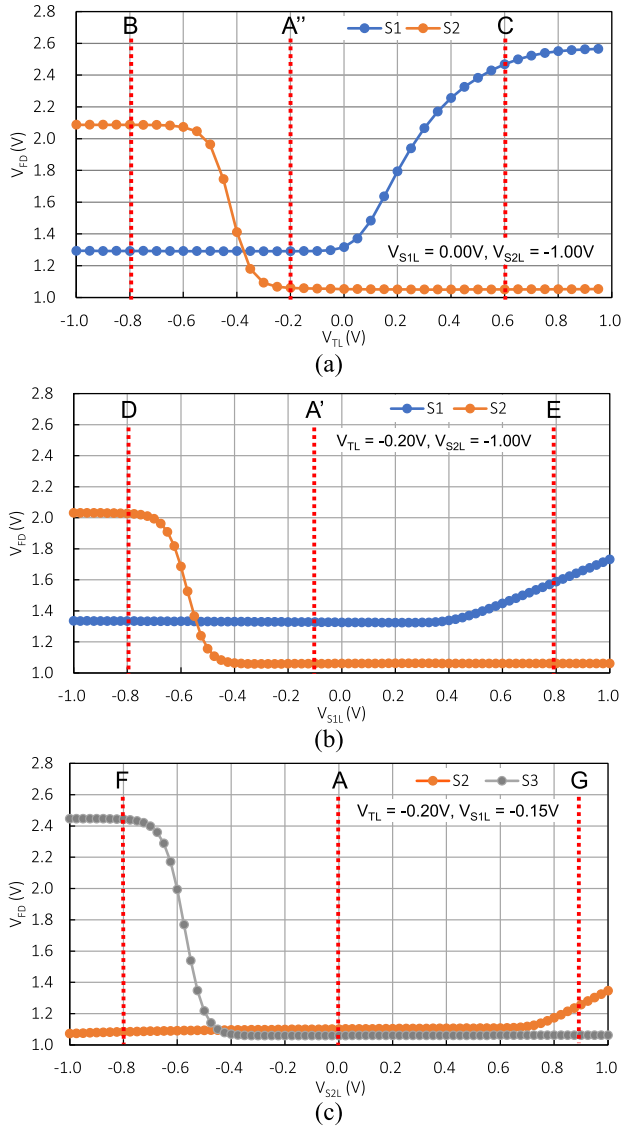 B A'' C
S1 S2
2.8
2.6
2.4
2.2
2.0
1.8
1.6
1.4
1.2
1.0
V_FD (V)
V_S1L = 0.00V, V_S2L = -1.00V
-1.0 -0.8 -0.6 -0.4 -0.2 0.0 0.2 0.4 0.6 0.8 1.0
V_TL (V)
(a)
D A' E
S1 S2
V_TL = -0.20V, V_S2L = -1.00V
2.8
2.6
2.4
2.2
2.0
1.8
1.6
1.4
1.2
1.0
V_FD (V)
-1.0 -0.8 -0.6 -0.4 -0.2 0.0 0.2 0.4 0.6 0.8 1.0
V_S1L (V)
(b)
F A G
S2 S3
V_TL = -0.20V, V_S1L = -0.15V
2.8
2.6
2.4
2.2
2.0
1.8
1.6
1.4
1.2
1.0
V_FD (V)
-1.0 -0.8 -0.6 -0.4 -0.2 0.0 0.2 0.4 0.6 0.8 1.0
V_S2L (V)
(c)